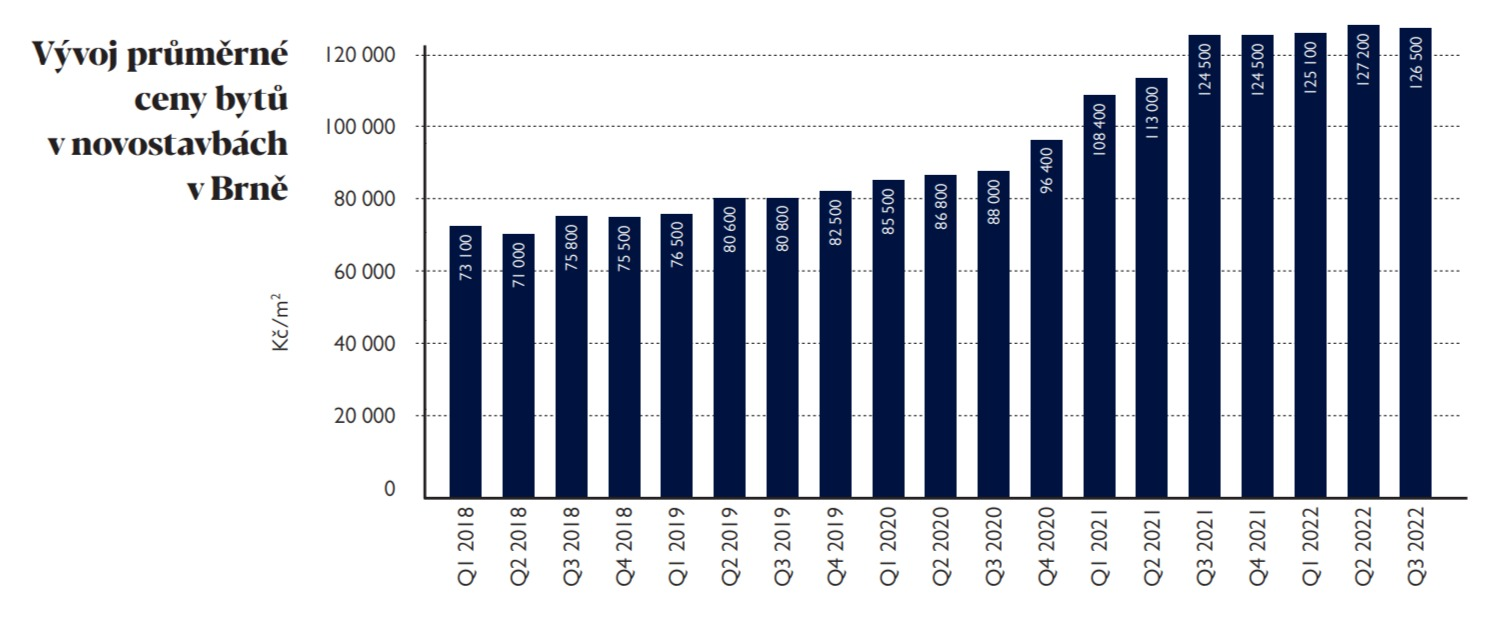 Vývoj průměrné
ceny bytů
v novostavbách
v Brně
Kč/m²
120 000
100 000
80 000
60 000
40 000
20 000
0
73 100
71 000
75 800
75 500
76 500
80 600
80 800
82 500
85 500
86 800
88 000
96 400
108 400
113 000
124 500
124 500
125 100
127 200
126 500
Q1 2018
Q2 2018
Q3 2018
Q4 2018
Q1 2019
Q2 2019
Q3 2019
Q4 2019
Q1 2020
Q2 2020
Q3 2020
Q4 2020
Q1 2021
Q2 2021
Q3 2021
Q4 2021
Q1 2022
Q2 2022
Q3 2022